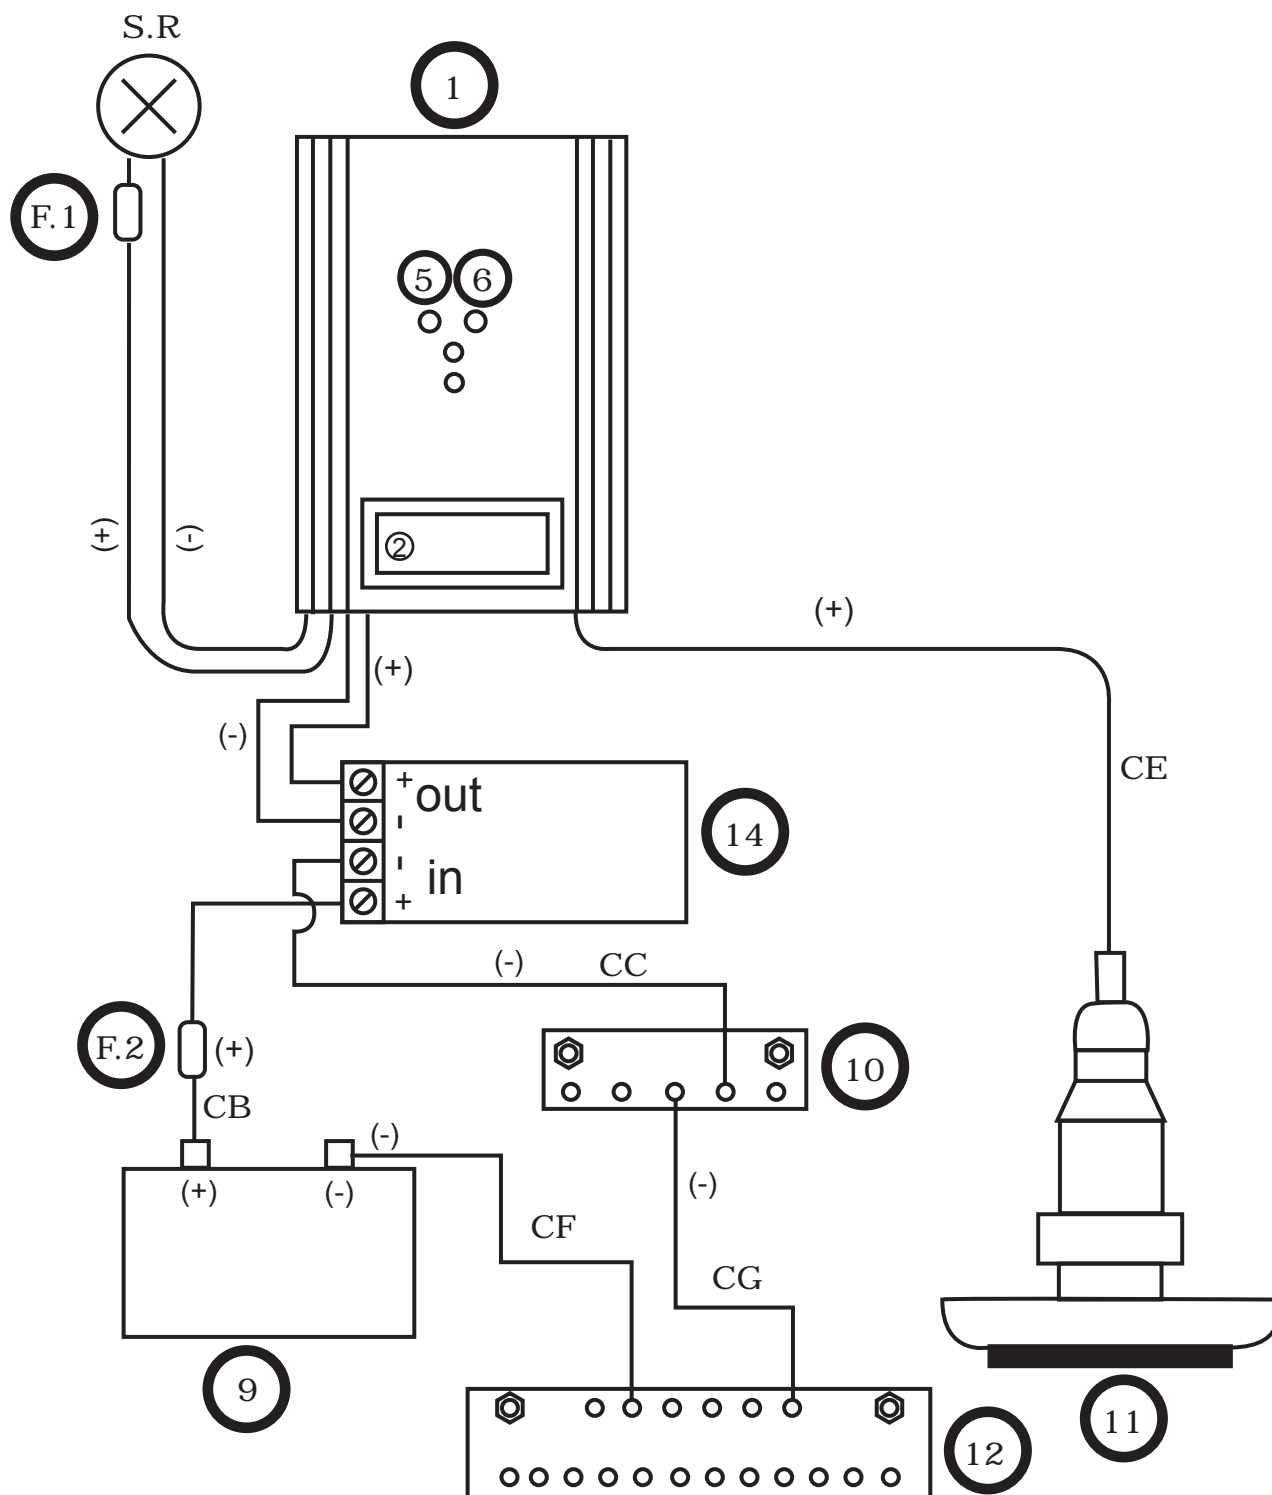 S.R
1
F.1
5 6
(+) (-)
2
(+)
(+)
(-)
CE
+ out
-
14
- in
+
(-) CC
F.2 (+)
10
CB
(-)
(+) (-)
(-)
CF
CG
9
11
12